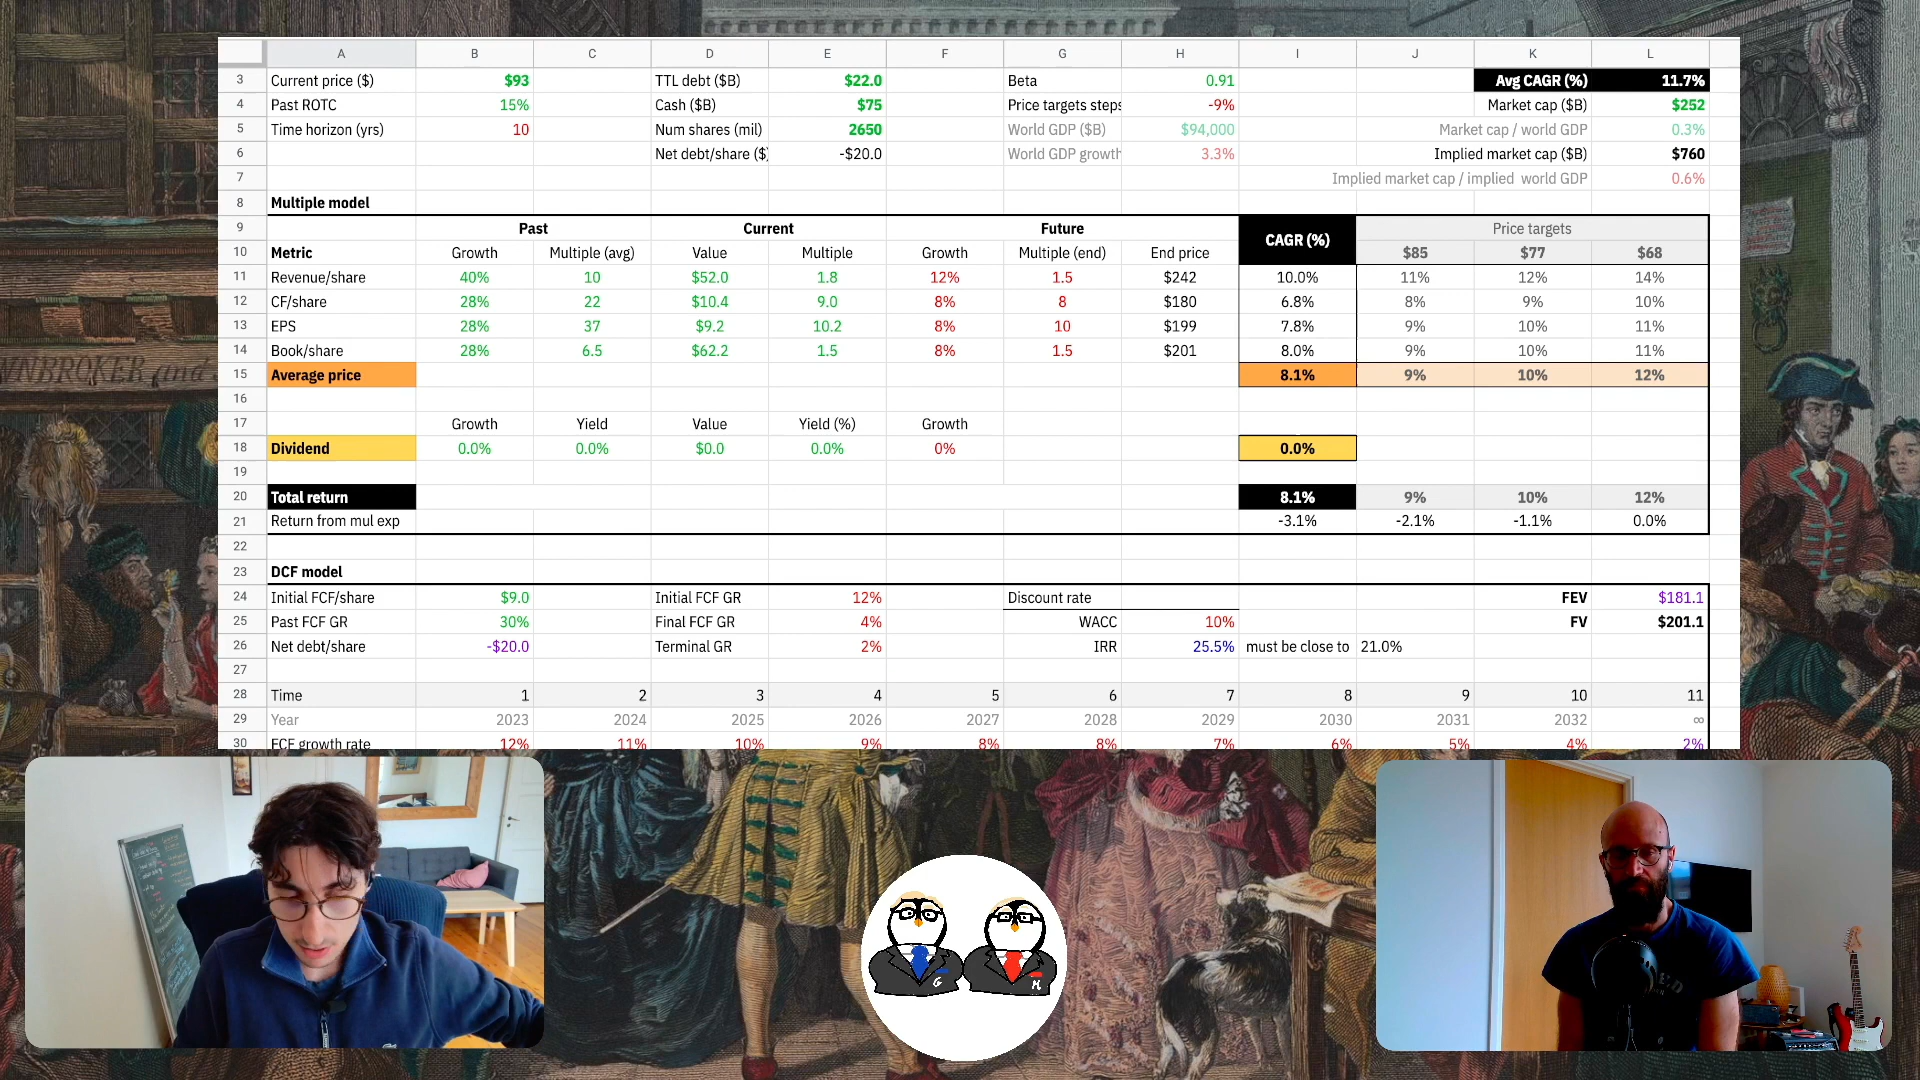 A B C D E F G H I J K L
3 Current price ($) $93 TTL debt ($B) $22.0 Beta 0.91 Avg CAGR (%) 11.7%
4 Past ROTC 15% Cash ($B) $75 Price targets steps -9% Market cap ($B) $252
5 Time horizon (yrs) 10 Num shares (mil) 2650 World GDP ($B) $94,000 Market cap / world GDP 0.3%
6 Net debt/share ($) -$20.0 World GDP growth 3.3% Implied market cap ($B) $760
7 Implied market cap / implied world GDP 0.6%
8 Multiple model
9 Past Current Future CAGR (%) Price targets
10 Metric Growth Multiple (avg) Value Multiple Growth Multiple (end) End price $85 $77 $68
11 Revenue/share 40% 10 $52.0 1.8 12% 1.5 $242 10.0% 11% 12% 14%
12 CF/share 28% 22 $10.4 9.0 8% 8 $180 6.8% 8% 9% 10%
13 EPS 28% 37 $9.2 10.2 8% 10 $199 7.8% 9% 10% 11%
14 Book/share 28% 6.5 $62.2 1.5 8% 1.5 $201 8.0% 9% 10% 11%
15 Average price 8.1% 9% 10% 12%
16
17 Growth Yield Value Yield (%) Growth
18 Dividend 0.0% 0.0% $0.0 0.0% 0% 0.0%
19
20 Total return 8.1% 9% 10% 12%
21 Return from mul exp -3.1% -2.1% -1.1% 0.0%
22
23 DCF model
24 Initial FCF/share $9.0 Initial FCF GR 12% Discount rate FEV $181.1
25 Past FCF GR 30% Final FCF GR 4% WACC 10% FV $201.1
26 Net debt/share -$20.0 Terminal GR 2% IRR 25.5% must be close to 21.0%
27
28 Time 1 2 3 4 5 6 7 8 9 10 11
29 Year 2023 2024 2025 2026 2027 2028 2029 2030 2031 2032 ∞
30 FCF growth rate 12% 11% 10% 9% 8% 8% 7% 6% 5% 4% 2%
G M